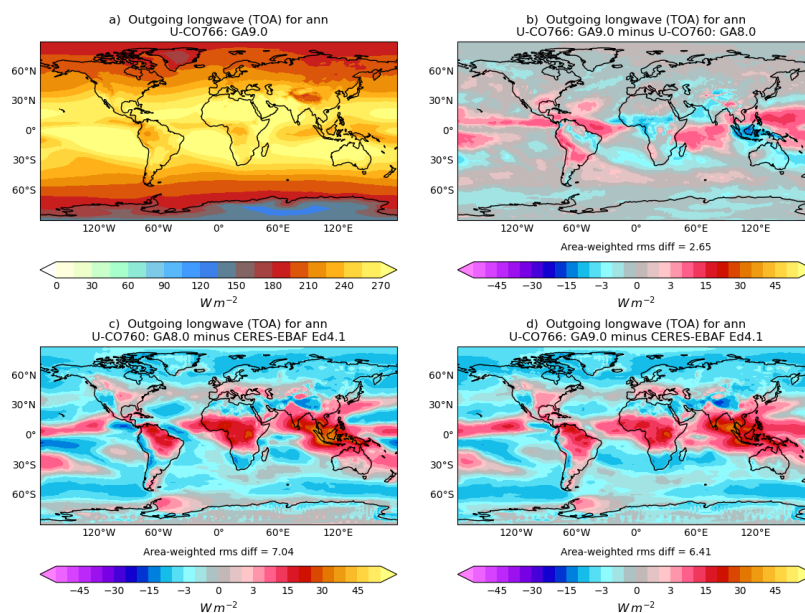 a)  Outgoing longwave (TOA) for ann
U-CO766: GA9.0
60°N
30°N
0°
30°S
60°S
120°W 60°W 0° 60°E 120°E
0 30 60 90 120 150 180 210 240 270
W m−2
b)  Outgoing longwave (TOA) for ann
U-CO766: GA9.0 minus U-CO760: GA8.0
60°N
30°N
0°
30°S
60°S
120°W 60°W 0° 60°E 120°E
Area-weighted rms diff = 2.65
−45 −30 −15 −3 0 3 15 30 45
W m−2
c)  Outgoing longwave (TOA) for ann
U-CO760: GA8.0 minus CERES-EBAF Ed4.1
60°N
30°N
0°
30°S
60°S
120°W 60°W 0° 60°E 120°E
Area-weighted rms diff = 7.04
−45 −30 −15 −3 0 3 15 30 45
W m−2
d)  Outgoing longwave (TOA) for ann
U-CO766: GA9.0 minus CERES-EBAF Ed4.1
60°N
30°N
0°
30°S
60°S
120°W 60°W 0° 60°E 120°E
Area-weighted rms diff = 6.41
−45 −30 −15 −3 0 3 15 30 45
W m−2